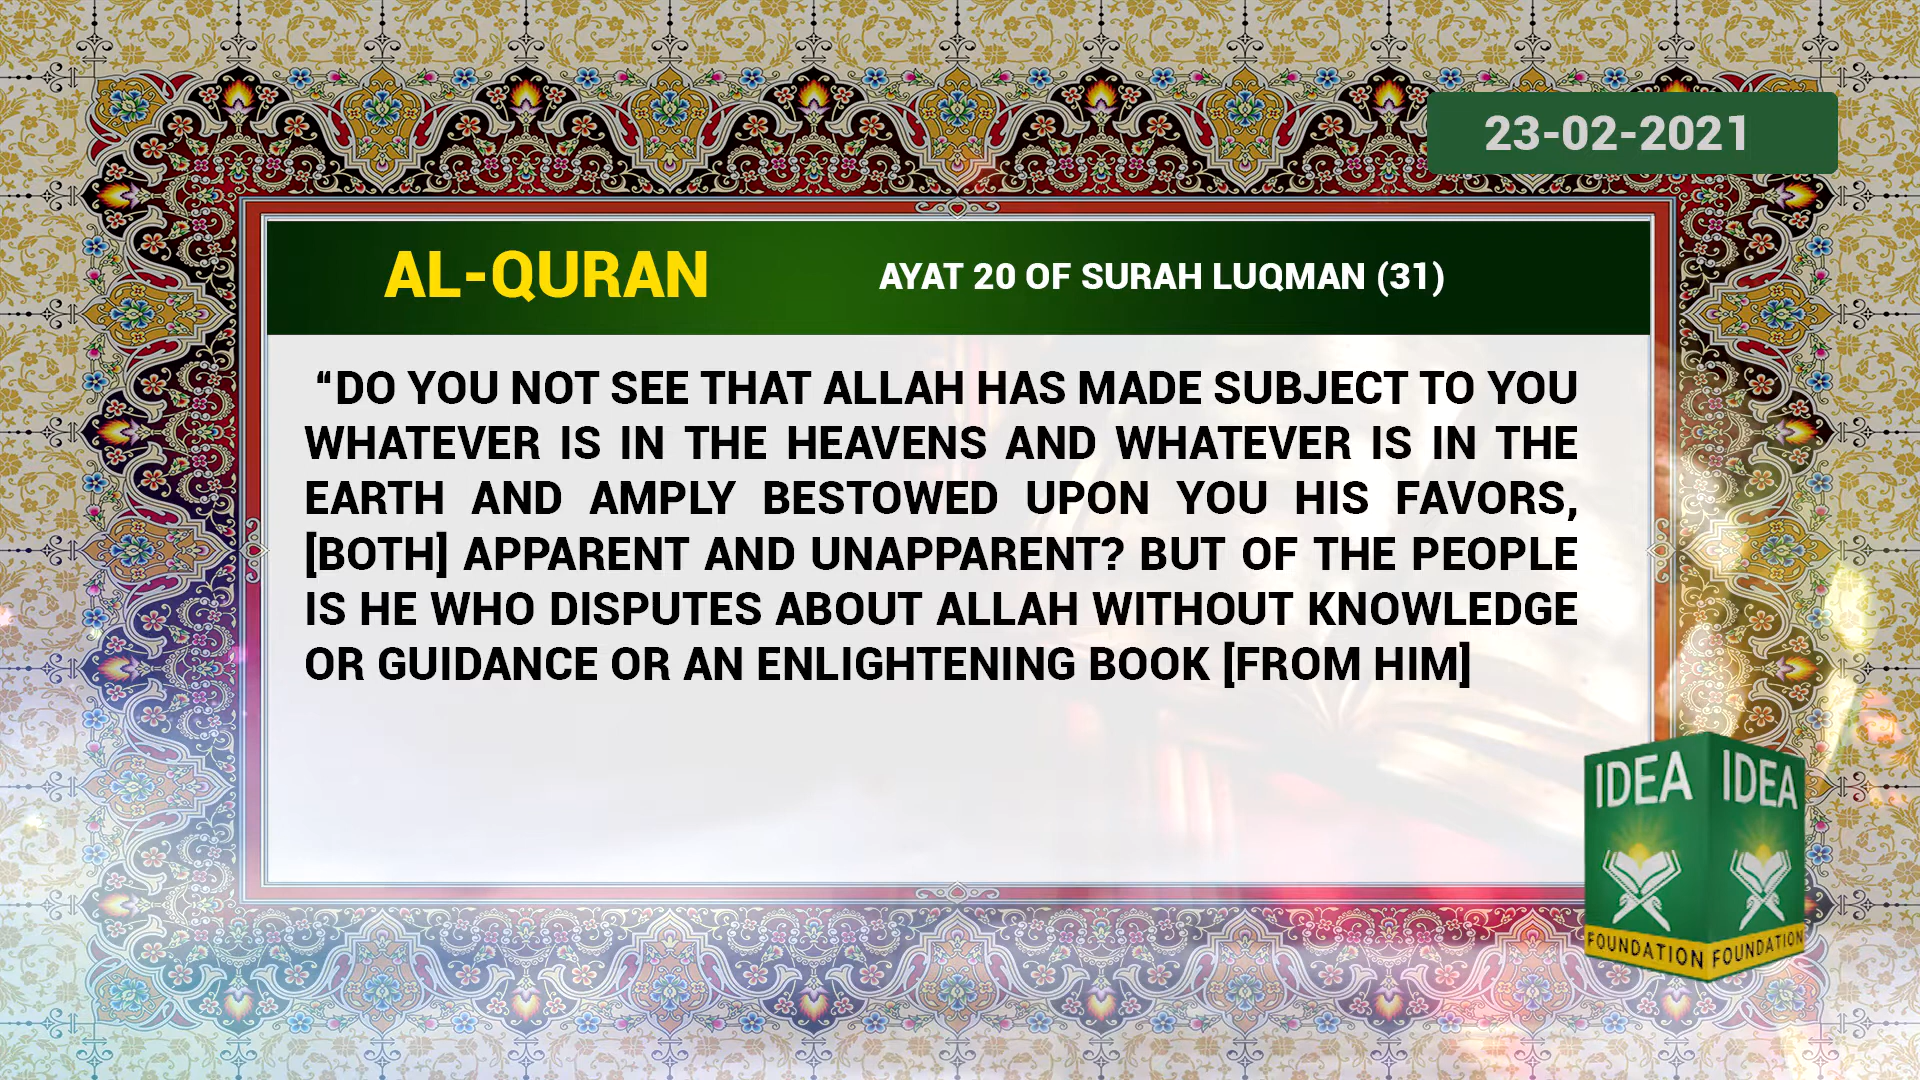 23-02-2021
AL-QURAN
AYAT 20 OF SURAH LUQMAN (31)
“DO YOU NOT SEE THAT ALLAH HAS MADE SUBJECT TO YOU
WHATEVER IS IN THE HEAVENS AND WHATEVER IS IN THE
EARTH AND AMPLY BESTOWED UPON YOU HIS FAVORS,
[BOTH] APPARENT AND UNAPPARENT? BUT OF THE PEOPLE
IS HE WHO DISPUTES ABOUT ALLAH WITHOUT KNOWLEDGE
OR GUIDANCE OR AN ENLIGHTENING BOOK [FROM HIM]
IDEA IDEA
FOUNDATION FOUNDATION